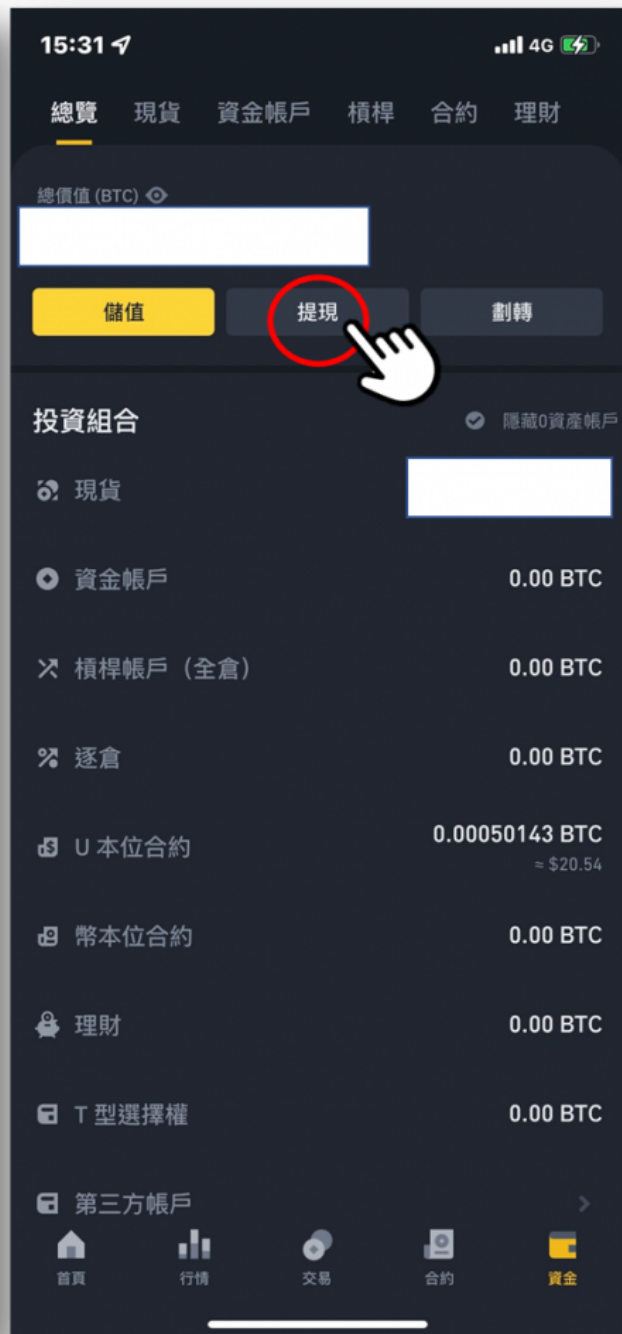 15:31 4G
總覽 現貨 資金帳戶 槓桿 合約 理財
總價值 (BTC)
儲值 提現 劃轉
投資組合 隱藏0資產帳戶
現貨
資金帳戶 0.00 BTC
槓桿帳戶（全倉） 0.00 BTC
逐倉 0.00 BTC
U 本位合約 0.00050143 BTC
≈ $20.54
幣本位合約 0.00 BTC
理財 0.00 BTC
T 型選擇權 0.00 BTC
第三方帳戶
首頁 行情 交易 合約 資金